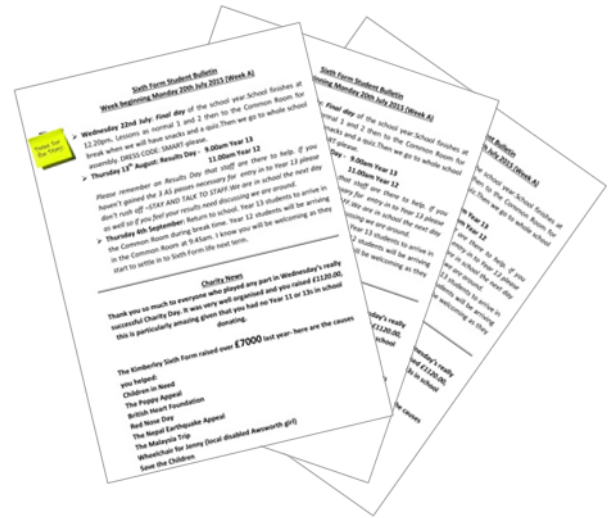 Sixth Form Student Bulletin
Week beginning Monday 20th July 2015 (Week A)
Dates for the Diary
➢ Wednesday 22nd July: Final day of the school year.School finishes at
12.20pm, Lessons as normal 1 and 2 then to the Common Room for
break when we will have snacks and a quiz.Then we go to whole school
assembly. DRESS CODE: SMART-please.
➢ Thursday 13th August: Results Day - 9.00am Year 13
11.00am Year 12
Please remember on Results Day that staff are there to help. If you
haven't gained the 3 AS passes necessary for entry in to Year 13 please
don't rush off –STAY AND TALK TO STAFF.We are in school the next day
as well so if you feel your results need discussing we are around.
➢ Thursday 4th September: Return to school. Year 13 students to arrive in
the Common Room during break time. Year 12 students will be arriving
in the Common Room at 9:45am. I know you will be welcoming as they
start to settle in to Sixth Form life next term.
Charity News
Thank you so much to everyone who played any part in Wednesday's really
successful Charity Day. It was very well organised and you raised £1120.00,
this is particularly amazing given that you had no Year 11 or 13s in school
donating.
The Kimberley Sixth Form raised over £7000 last year- here are the causes
you helped:
Children in Need
The Poppy Appeal
British Heart Foundation
Red Nose Day
The Nepal Earthquake Appeal
The Malaysia Trip
Wheelchair for Jenny (local disabled Awsworth girl)
Save the Children